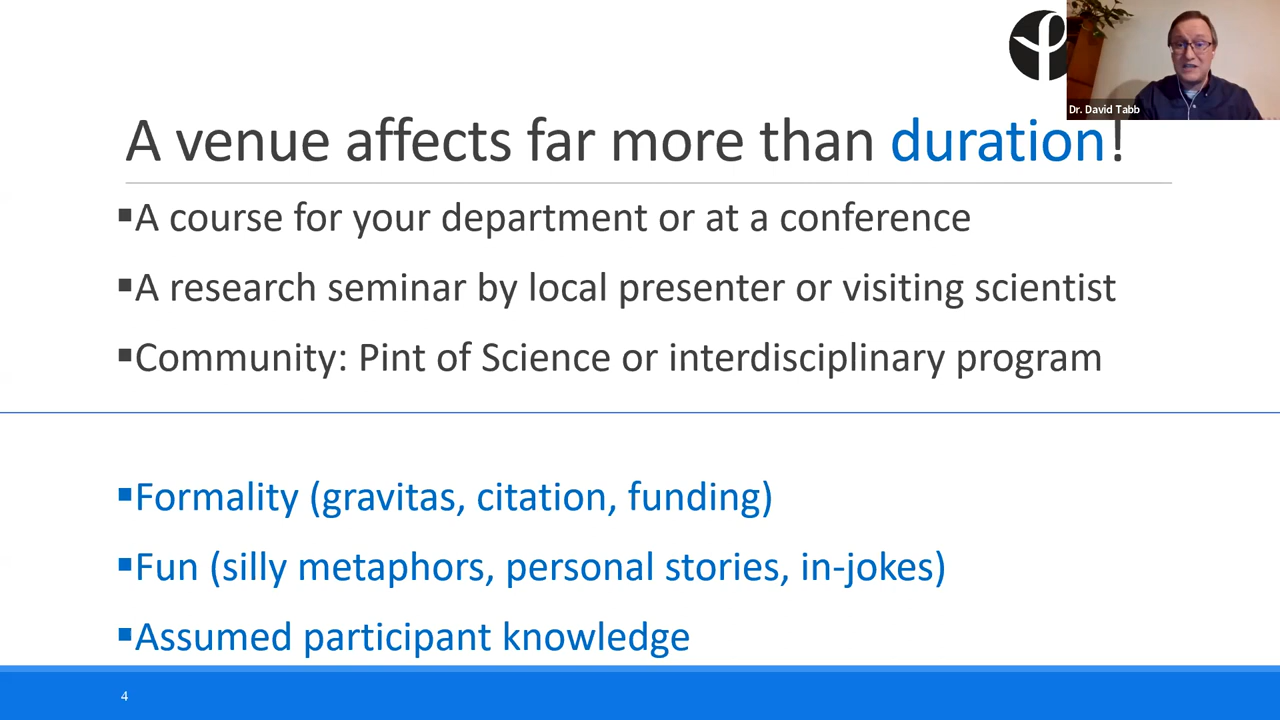 Dr. David Tabb
A venue affects far more than duration!
▪A course for your department or at a conference
▪A research seminar by local presenter or visiting scientist
▪Community: Pint of Science or interdisciplinary program
▪Formality (gravitas, citation, funding)
▪Fun (silly metaphors, personal stories, in-jokes)
▪Assumed participant knowledge
4